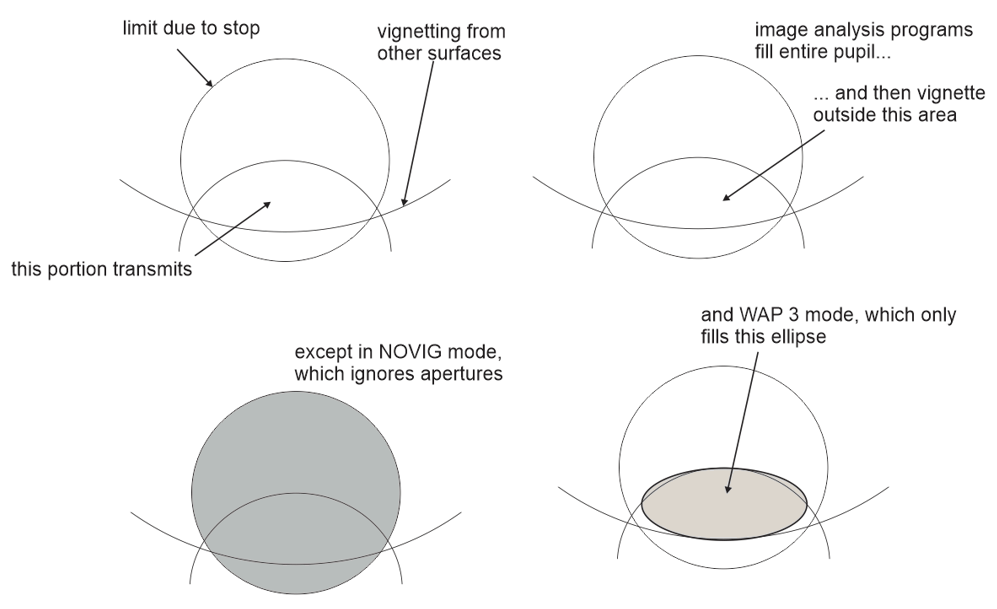 limit due to stop
vignetting from
other surfaces
this portion transmits
image analysis programs
fill entire pupil...
... and then vignette
outside this area
except in NOVIG mode,
which ignores apertures
and WAP 3 mode, which only
fills this ellipse